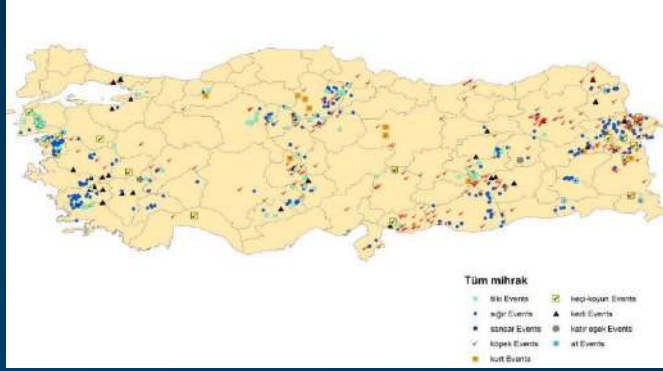 Tüm mihrak
tilki Events
sığır Events
sansar Events
köpek Events
kurt Events
keçi-koyun Events
kedi Events
katır eşek Events
at Events